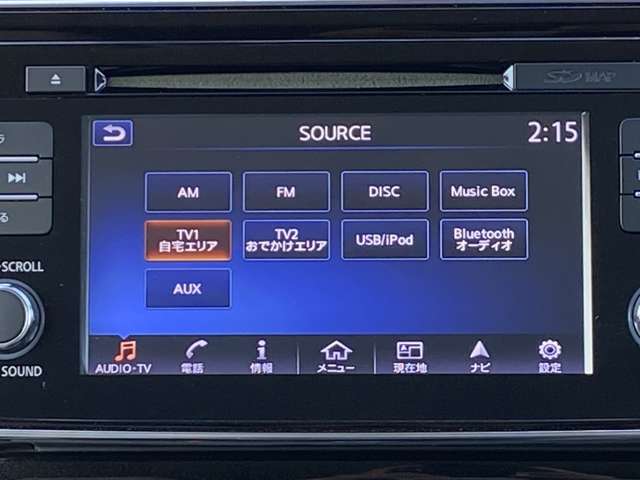 SD MAP
SOURCE
2:15
AM
FM
DISC
Music Box
TV1
自宅エリア
TV2
おでかけエリア
USB/iPod
Bluetooth
オーディオ
AUX
SCROLL
SOUND
AUDIO・TV
電話
情報
メニュー
現在地
ナビ
設定